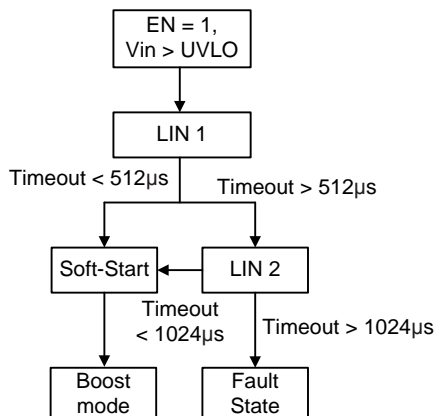 EN = 1,
Vin > UVLO
LIN 1
Timeout < 512µs
Timeout > 512µs
Soft-Start
LIN 2
Timeout
< 1024µs
Timeout > 1024µs
Boost
mode
Fault
State